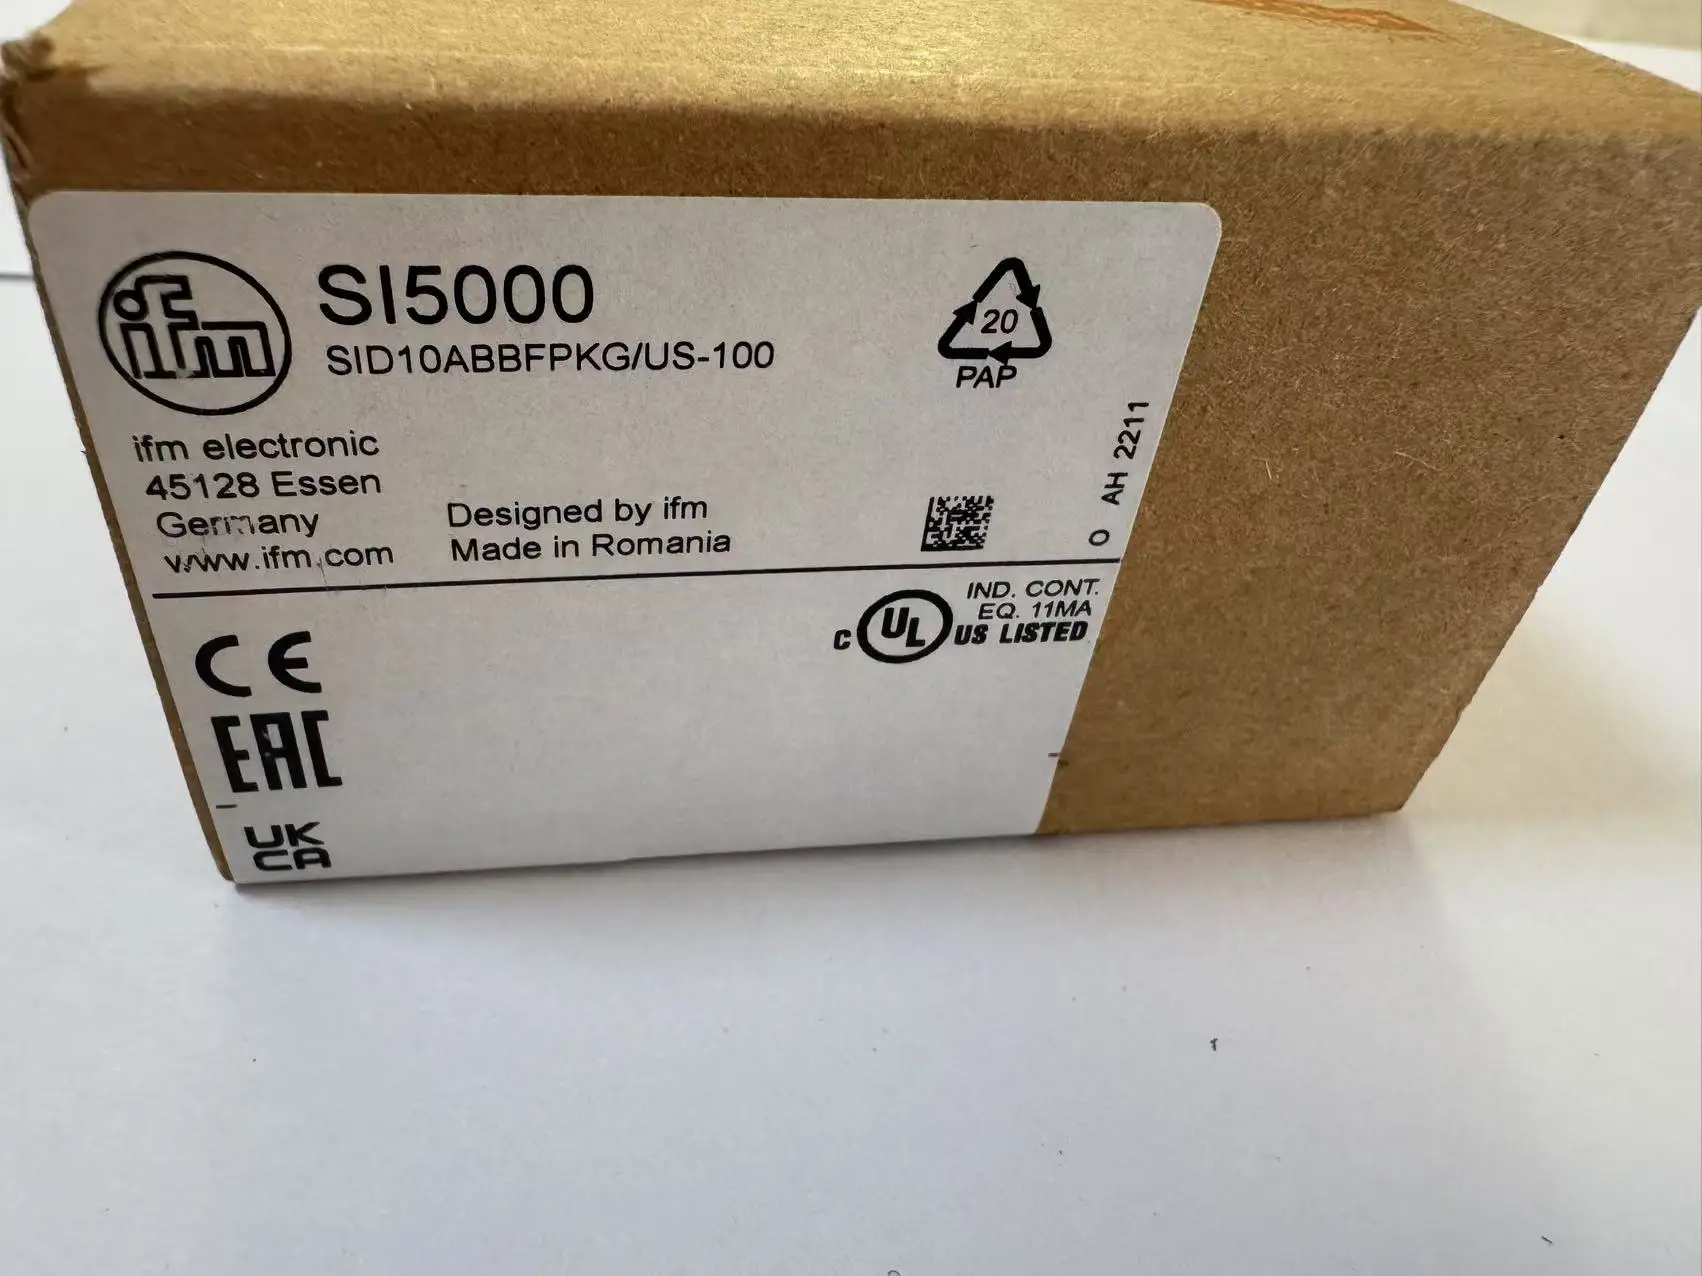 ifm
SI5000
SID10ABBFPKG/US-100
20
PAP
ifm electronic
45128 Essen
Germany
www.ifm.com
Designed by ifm
Made in Romania
O AH 2211
CE
EAC
UK
CA
C UL US LISTED
IND. CONT.
EQ. 11MA